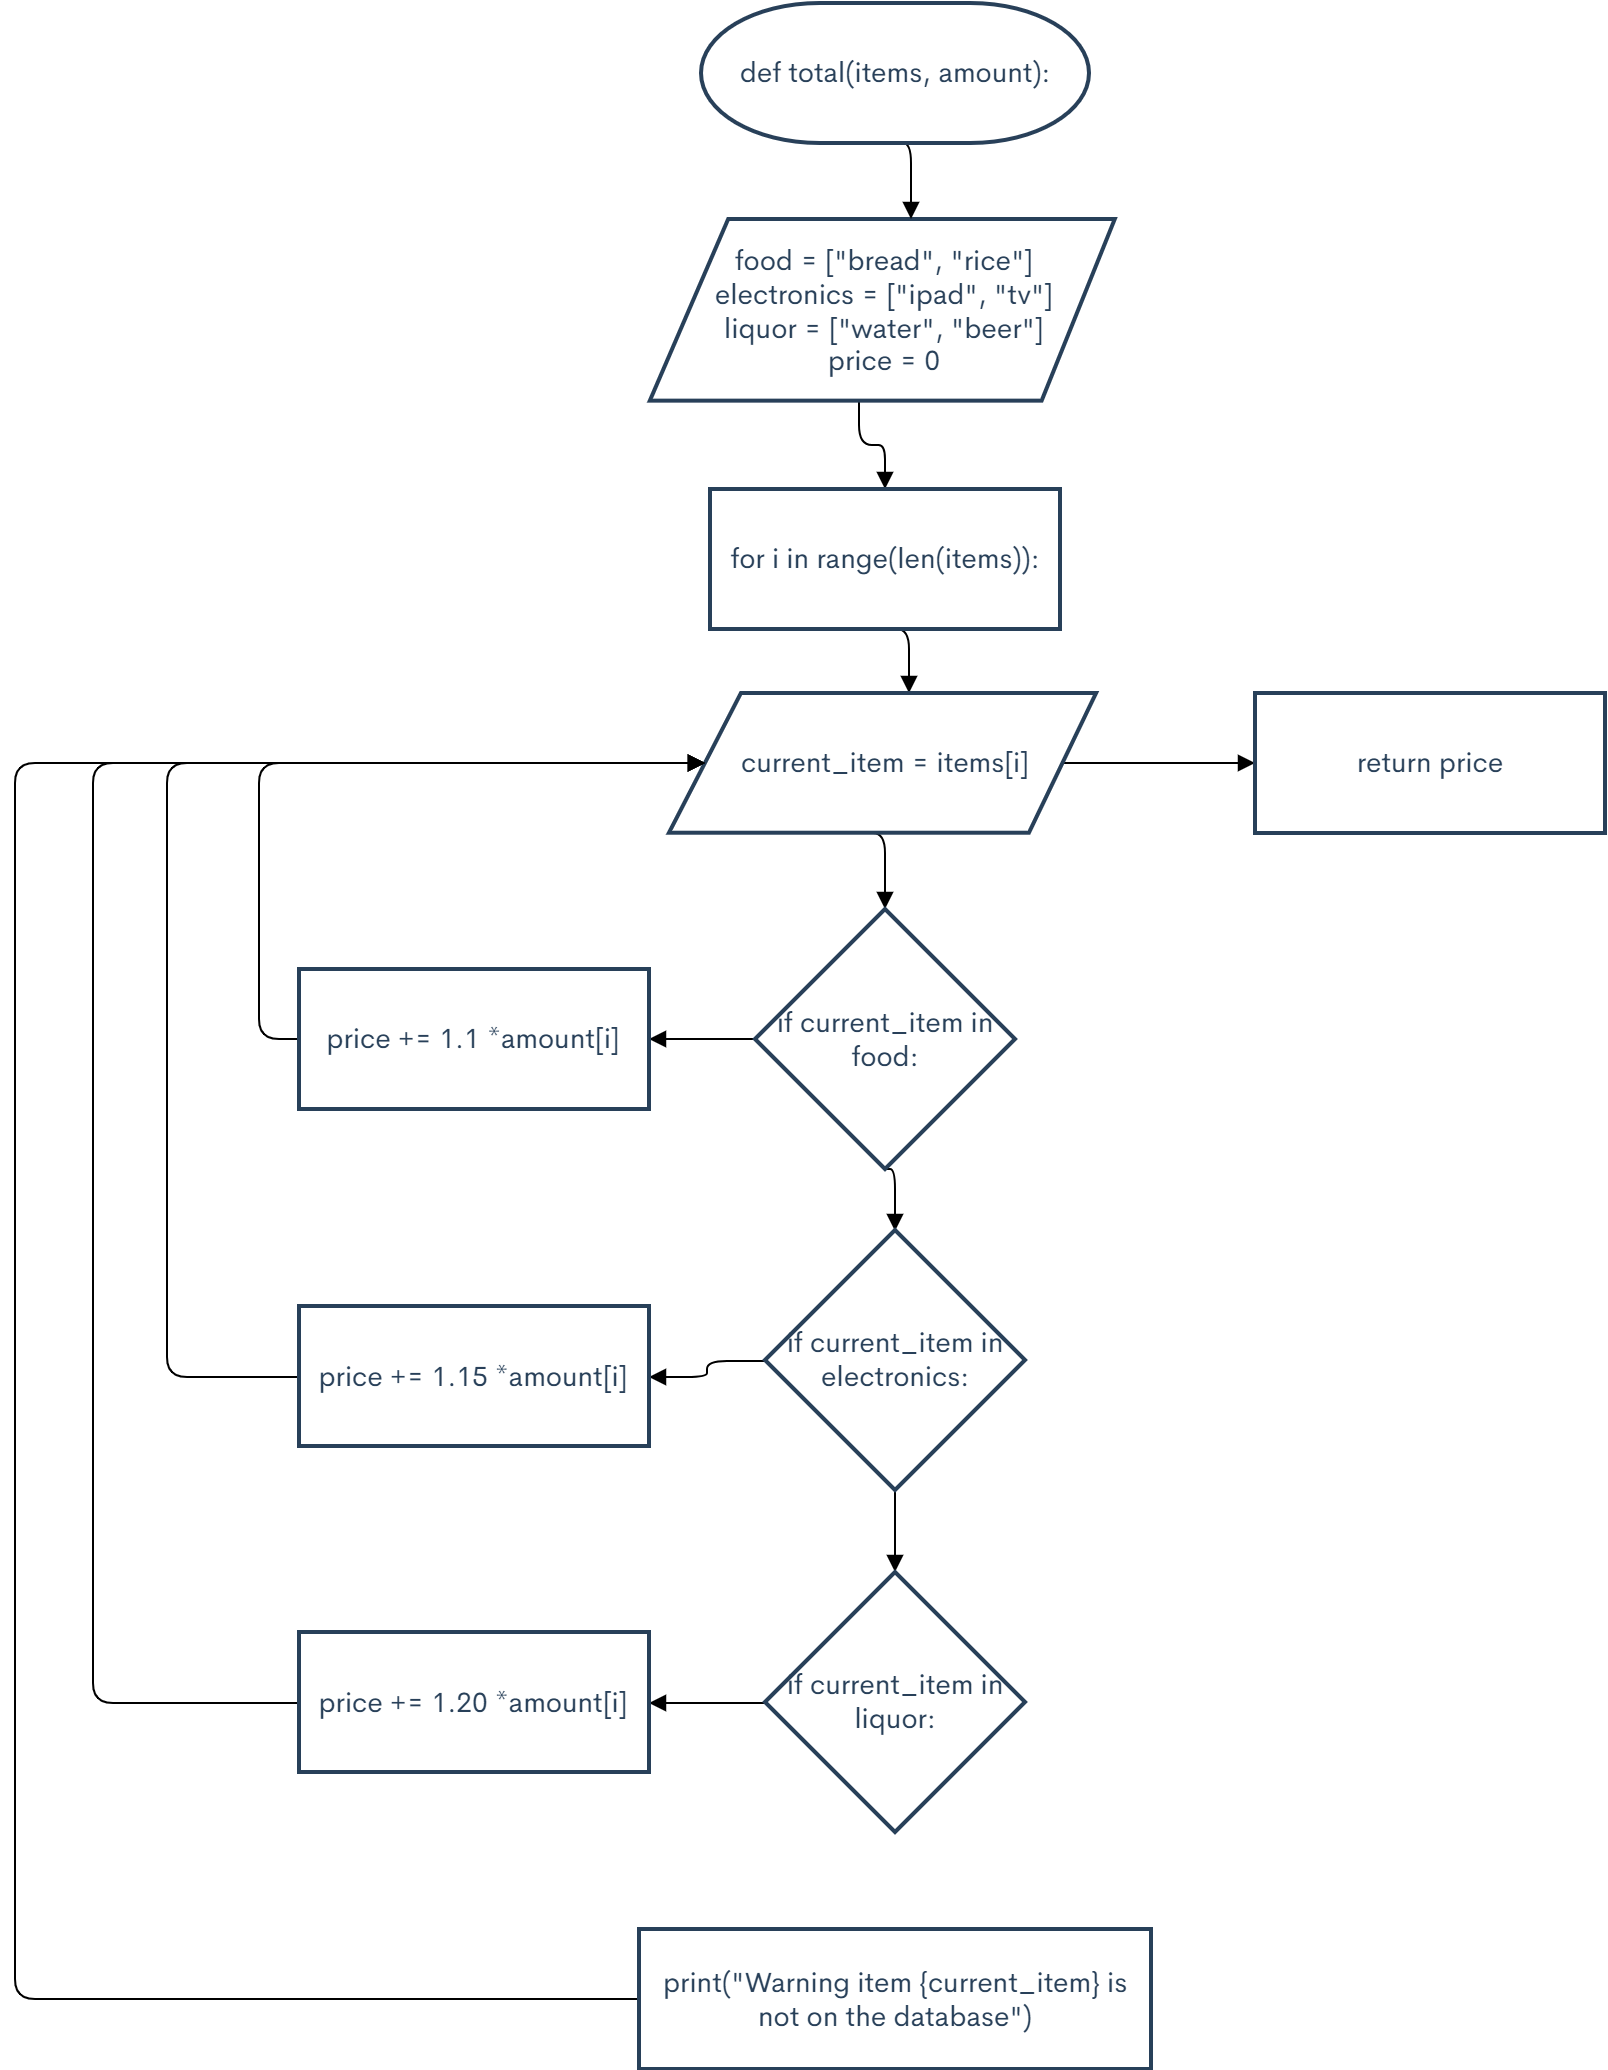 def total(items, amount):
food = ["bread", "rice"]
electronics = ["ipad", "tv"]
liquor = ["water", "beer"]
price = 0
for i in range(len(items)):
current_item = items[i]
return price
if current_item in
food:
price += 1.1 *amount[i]
if current_item in
electronics:
price += 1.15 *amount[i]
if current_item in
liquor:
price += 1.20 *amount[i]
print("Warning item {current_item} is
not on the database")